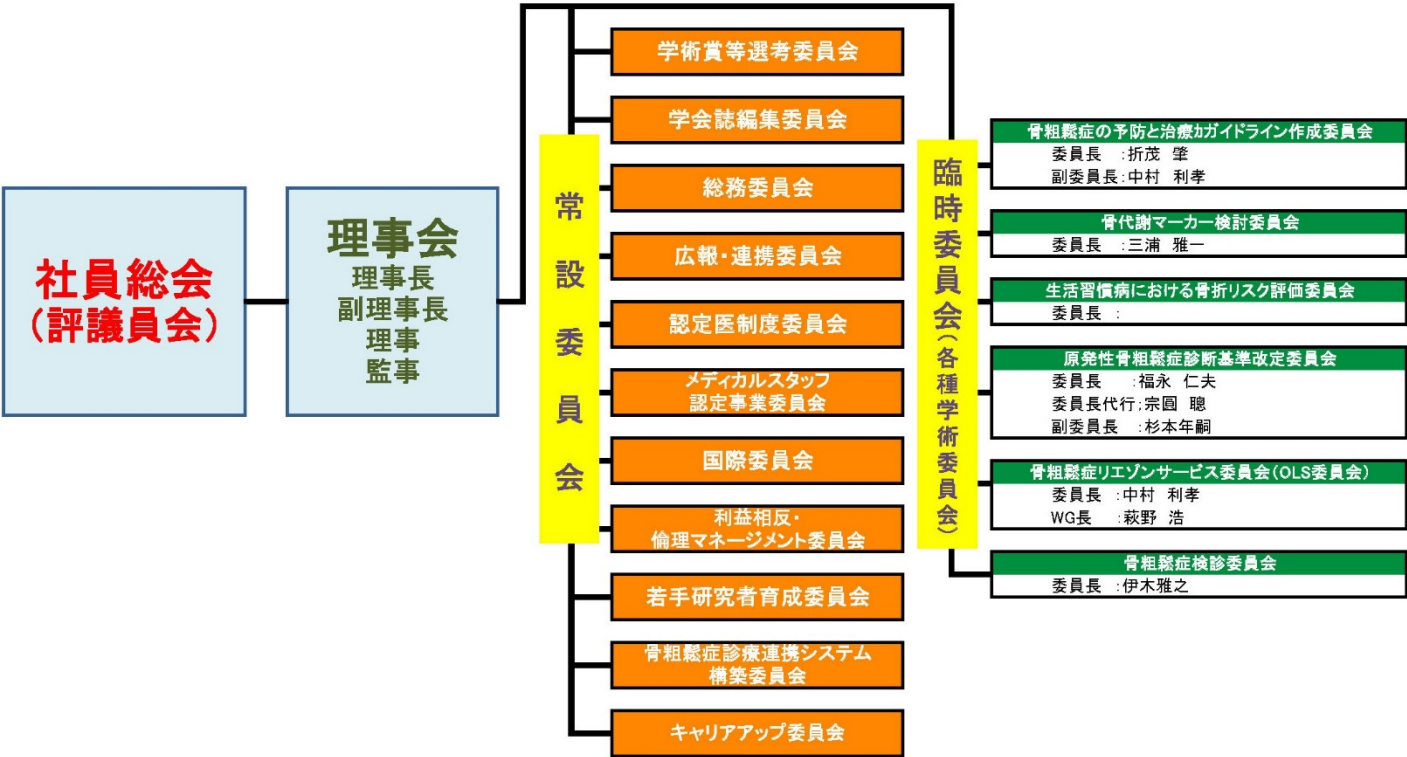 社員総会
（評議員会）
理事会
理事長
副理事長
理事
監事
常設委員会
学術賞等選考委員会
学会誌編集委員会
総務委員会
広報・連携委員会
認定医制度委員会
メディカルスタッフ
認定事業委員会
国際委員会
利益相反・
倫理マネージメント委員会
若手研究者育成委員会
骨粗鬆症診療連携システム
構築委員会
キャリアアップ委員会
臨時委員会（各種学術委員会）
骨粗鬆症の予防と治療ガイドライン作成委員会
委員長　：折茂　肇
副委員長：中村　利孝
骨代謝マーカー検討委員会
委員長　：三浦　雅一
生活習慣病における骨折リスク評価委員会
委員長　：
原発性骨粗鬆症診断基準改定委員会
委員長　　：福永　仁夫
委員長代行；宗圓　聰
副委員長　：杉本年嗣
骨粗鬆症リエゾンサービス委員会（OLS委員会）
委員長　：中村　利孝
WG長　　：萩野　浩
骨粗鬆症検診委員会
委員長　：伊木雅之